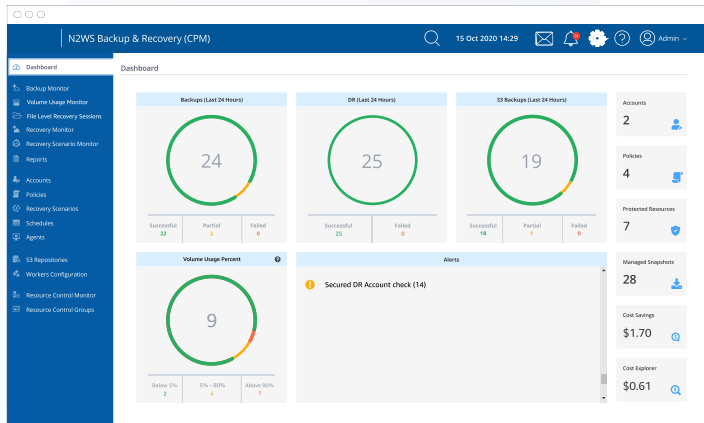 N2WS Backup & Recovery (CPM)
15 Oct 2020 14:29
Admin
Dashboard
Backup Monitor
Volume Usage Monitor
File Level Recovery Sessions
Recovery Monitor
Recovery Scenario Monitor
Reports
Accounts
Policies
Recovery Scenarios
Schedules
Agents
S3 Repositories
Workers Configuration
Resource Control Monitor
Resource Control Groups
Dashboard
Backups (Last 24 Hours)
24
Successful Partial Failed
22 2 0
DR (Last 24 Hours)
25
Successful Failed
25 0
S3 Backups (Last 24 Hours)
19
Successful Partial Failed
18 1 0
Volume Usage Percent
9
Below 5% 5% - 80% Above 80%
2 6 1
Alerts
Secured DR Account check (14)
Accounts
2
Policies
4
Protected Resources
7
Managed Snapshots
28
Cost Savings
$1.70
Cost Explorer
$0.61